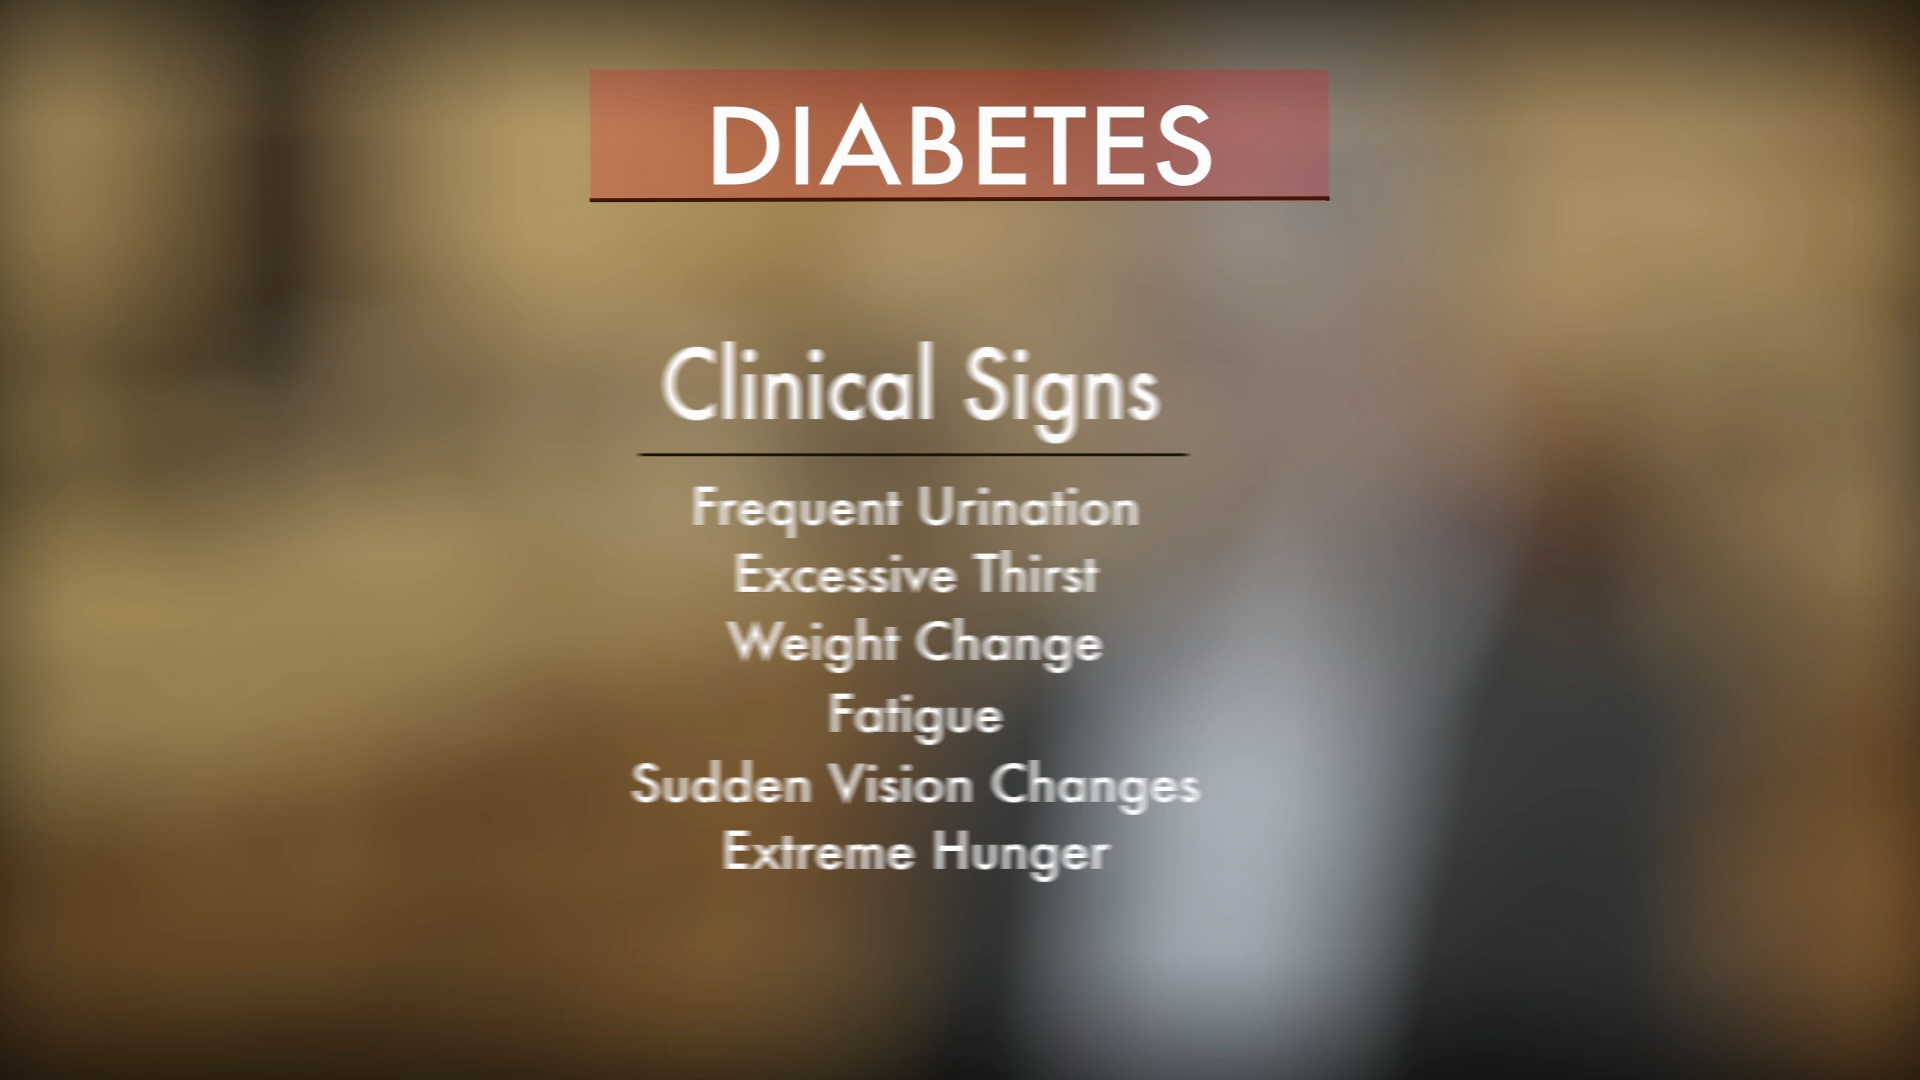 DIABETES
Clinical Signs
Frequent Urination
Excessive Thirst
Weight Change
Fatigue
Sudden Vision Changes
Extreme Hunger